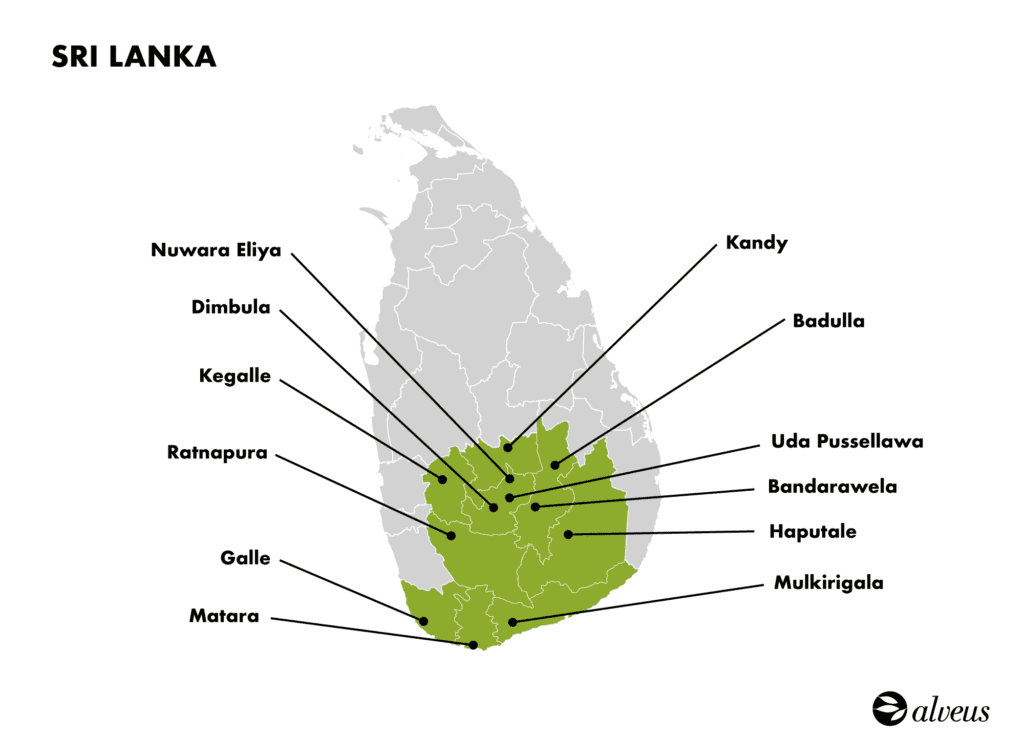 SRI LANKA
Nuwara Eliya
Dimbula
Kegalle
Ratnapura
Galle
Matara
Kandy
Badulla
Uda Pussellawa
Bandarawela
Haputale
Mulkirigala
alveus